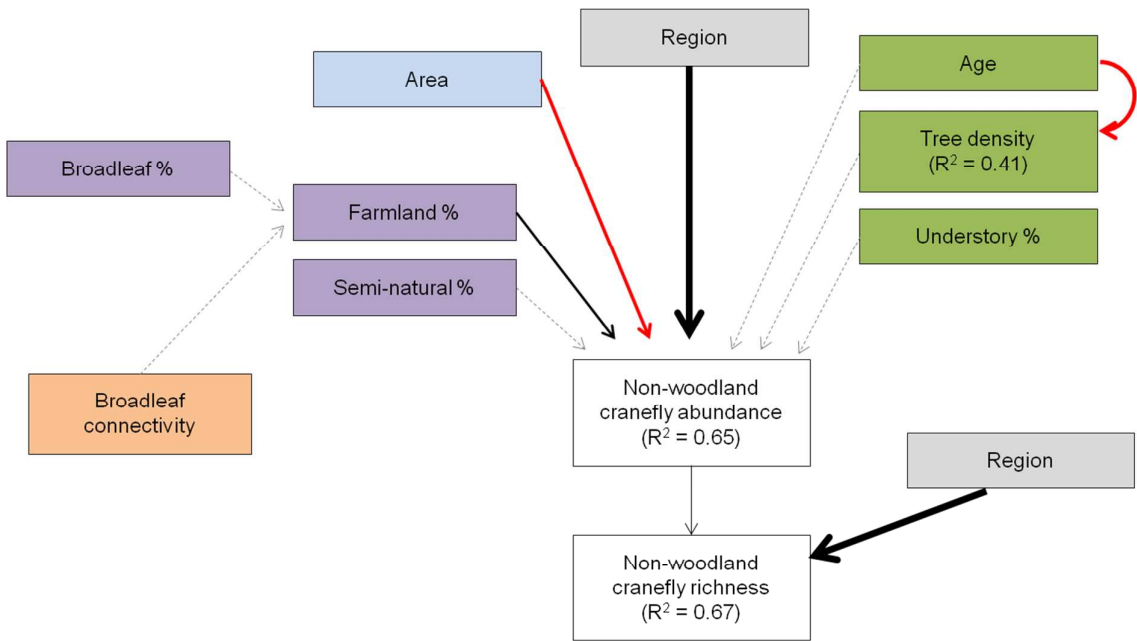 Region
Area
Age
Tree density
(R² = 0.41)
Broadleaf %
Farmland %
Understory %
Semi-natural %
Broadleaf
connectivity
Non-woodland
cranefly abundance
(R² = 0.65)
Region
Non-woodland
cranefly richness
(R² = 0.67)